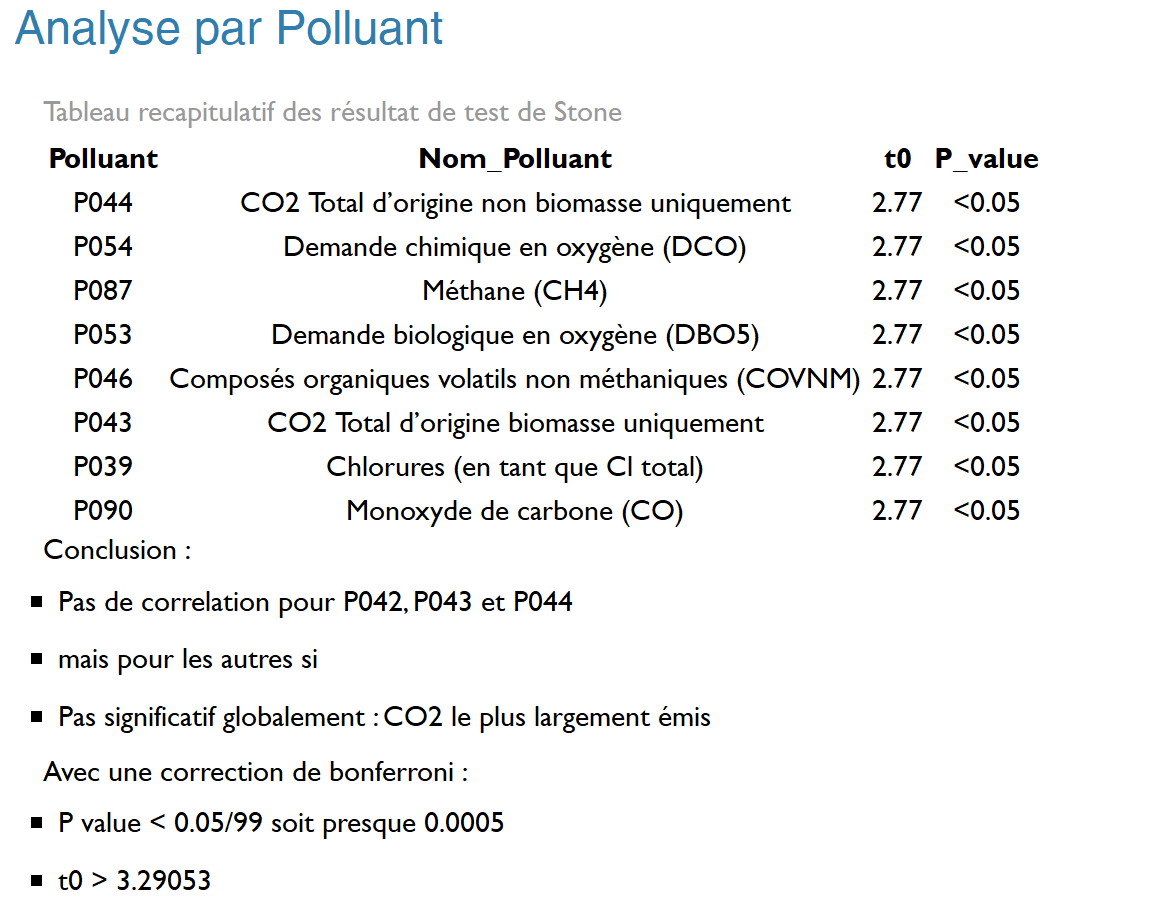 Analyse par Polluant
Tableau recapitulatif des résultat de test de Stone
Polluant Nom_Polluant t0 P_value
P044 CO2 Total d’origine non biomasse uniquement 2.77 <0.05
P054 Demande chimique en oxygène (DCO) 2.77 <0.05
P087 Méthane (CH4) 2.77 <0.05
P053 Demande biologique en oxygène (DBO5) 2.77 <0.05
P046 Composés organiques volatils non méthaniques (COVNM) 2.77 <0.05
P043 CO2 Total d’origine biomasse uniquement 2.77 <0.05
P039 Chlorures (en tant que Cl total) 2.77 <0.05
P090 Monoxyde de carbone (CO) 2.77 <0.05
Conclusion :
■ Pas de correlation pour P042, P043 et P044
■ mais pour les autres si
■ Pas significatif globalement : CO2 le plus largement émis
Avec une correction de bonferroni :
■ P value < 0.05/99 soit presque 0.0005
■ t0 > 3.29053